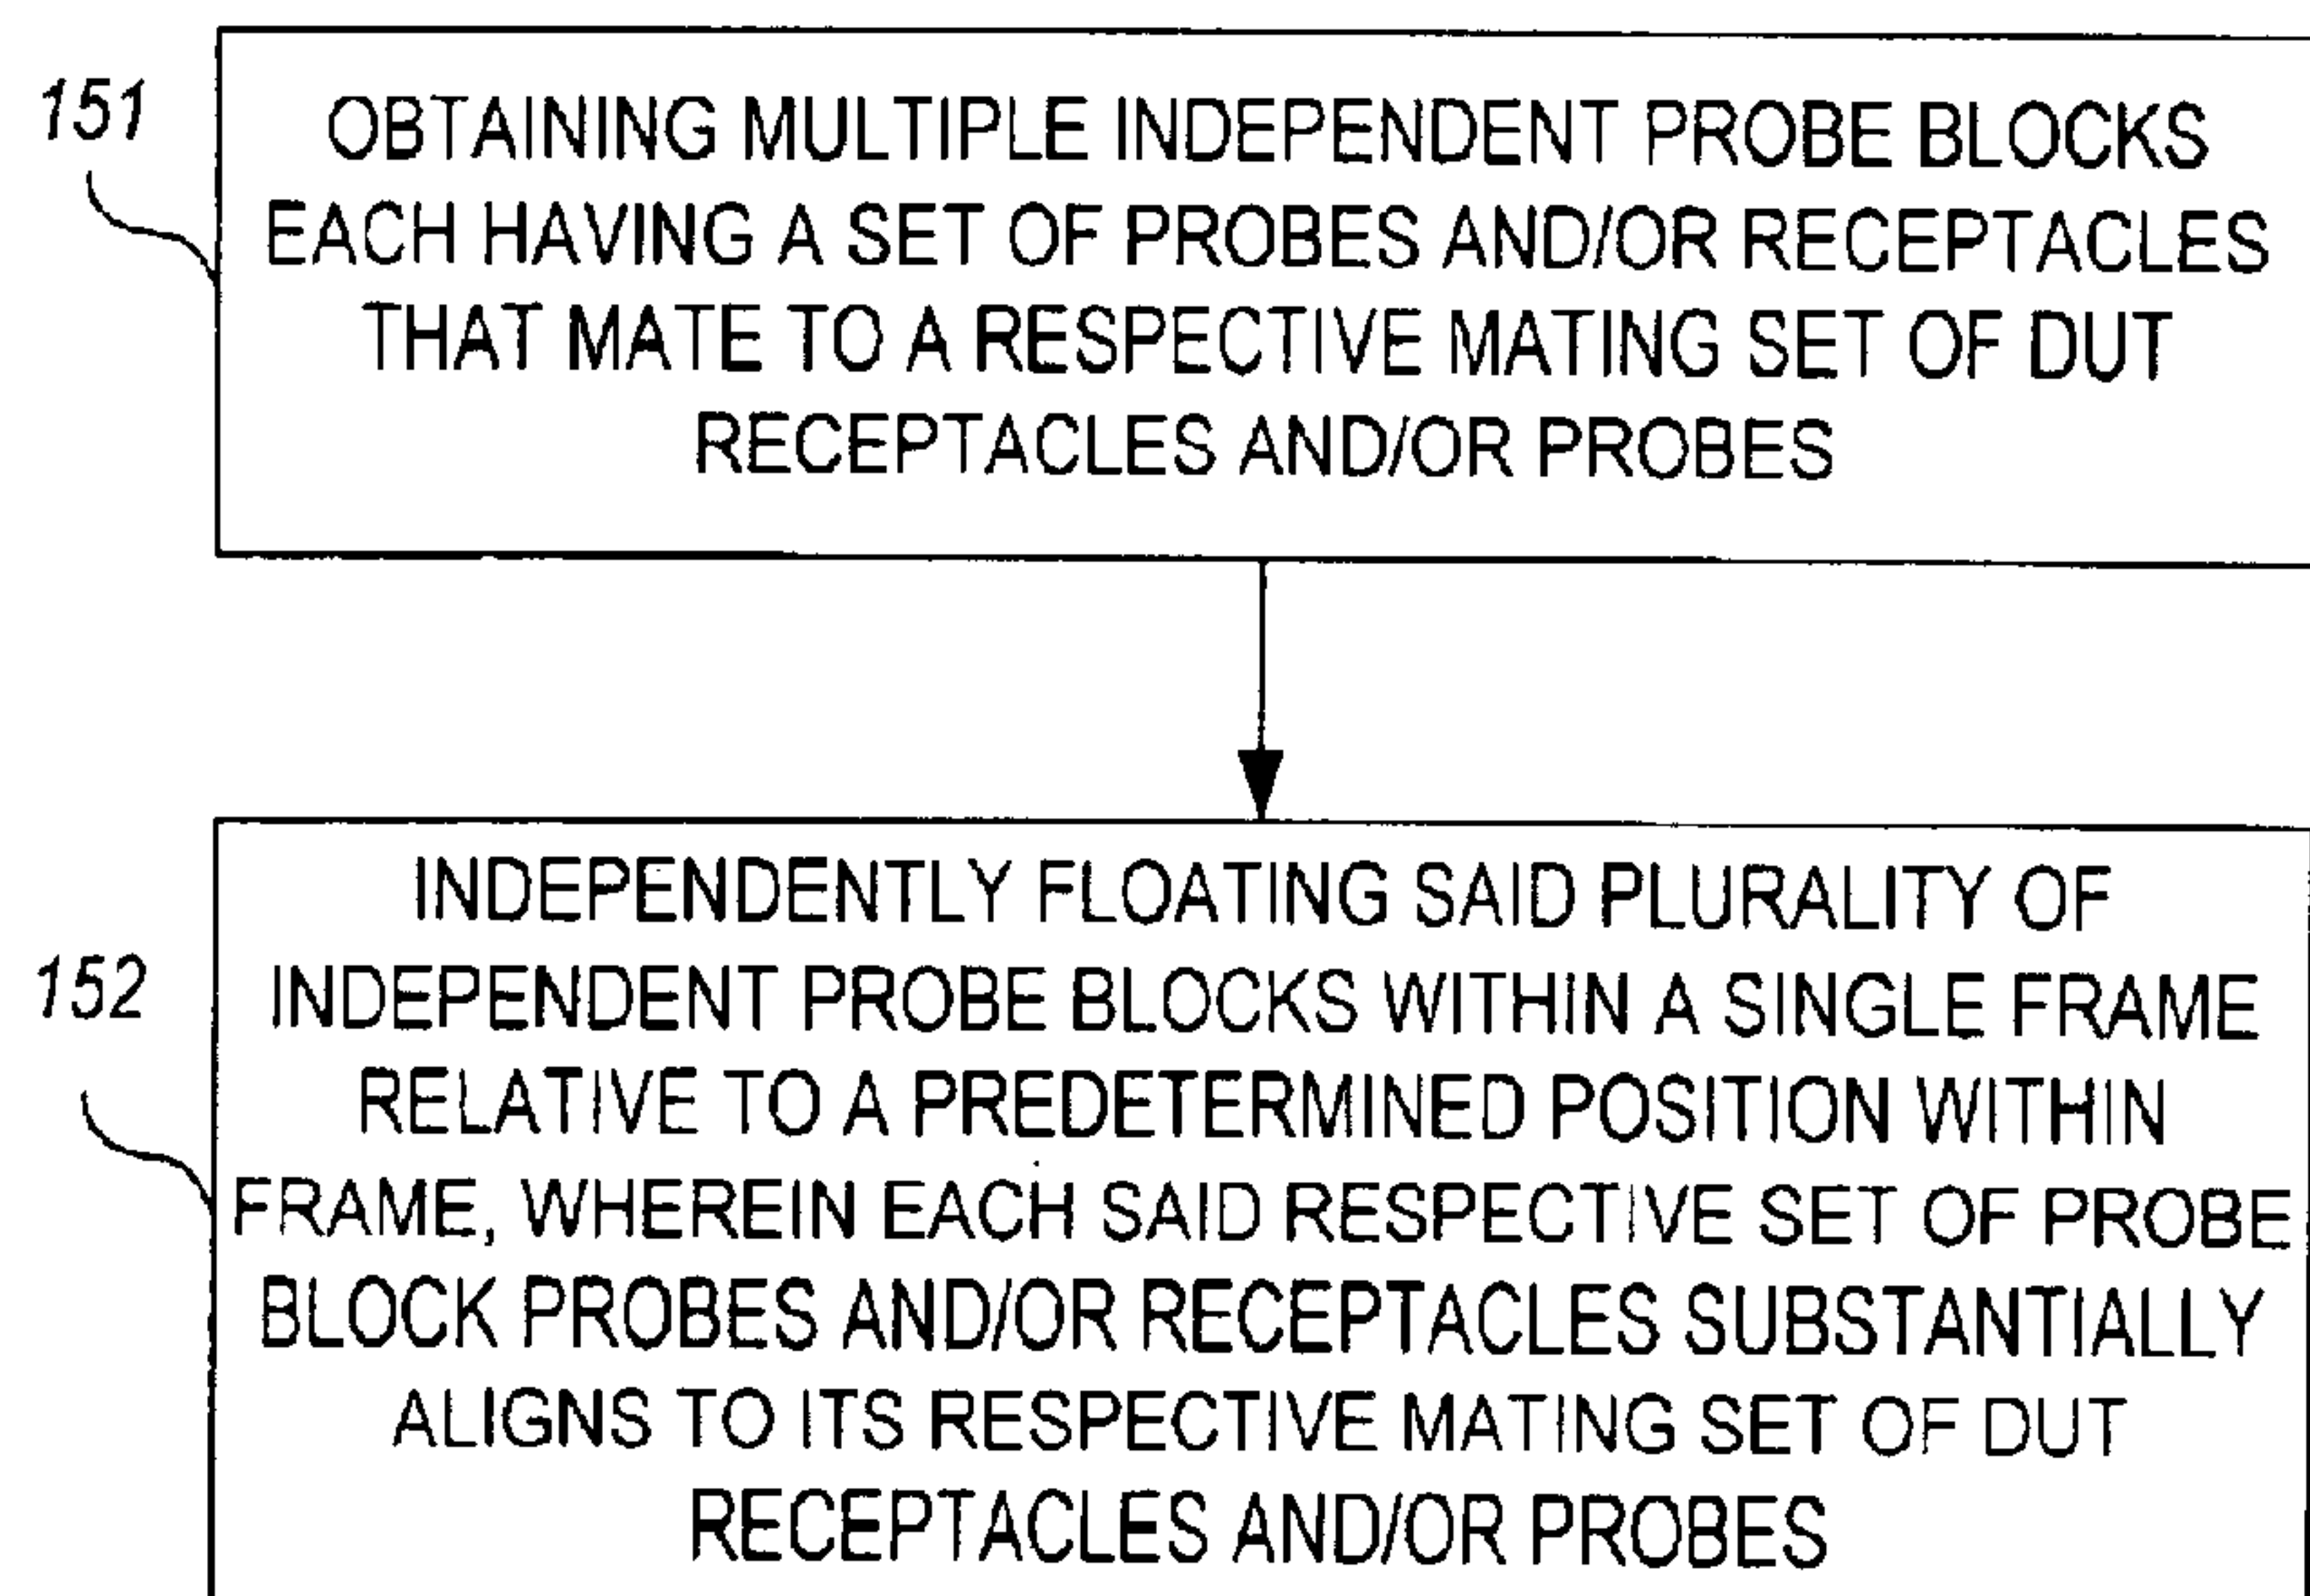 151
OBTAINING MULTIPLE INDEPENDENT PROBE BLOCKS
EACH HAVING A SET OF PROBES AND/OR RECEPTACLES
THAT MATE TO A RESPECTIVE MATING SET OF DUT
RECEPTACLES AND/OR PROBES
152
INDEPENDENTLY FLOATING SAID PLURALITY OF
INDEPENDENT PROBE BLOCKS WITHIN A SINGLE FRAME
RELATIVE TO A PREDETERMINED POSITION WITHIN
FRAME, WHEREIN EACH SAID RESPECTIVE SET OF PROBE
BLOCK PROBES AND/OR RECEPTACLES SUBSTANTIALLY
ALIGNS TO ITS RESPECTIVE MATING SET OF DUT
RECEPTACLES AND/OR PROBES